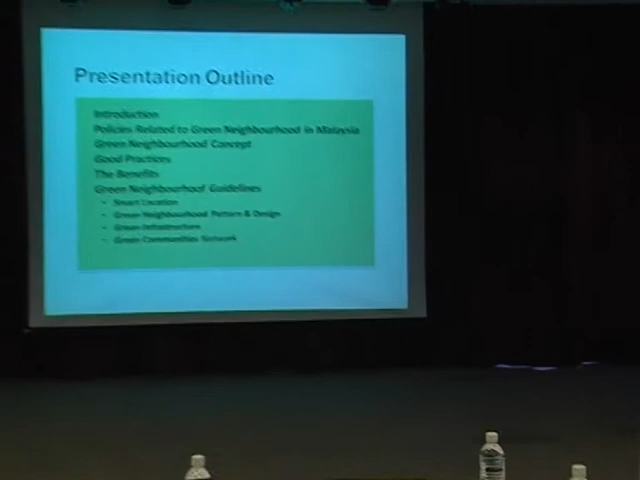 Presentation Outline
Introduction
Policies Related to Green Neighbourhood in Malaysia
Green Neighbourhood Concept
Good Practices
The Benefits
Green Neighbourhoof Guidelines
• Smart Location
• Green Neighbourhood Pattern & Design
• Green Infrastructure
• Green Communities Network